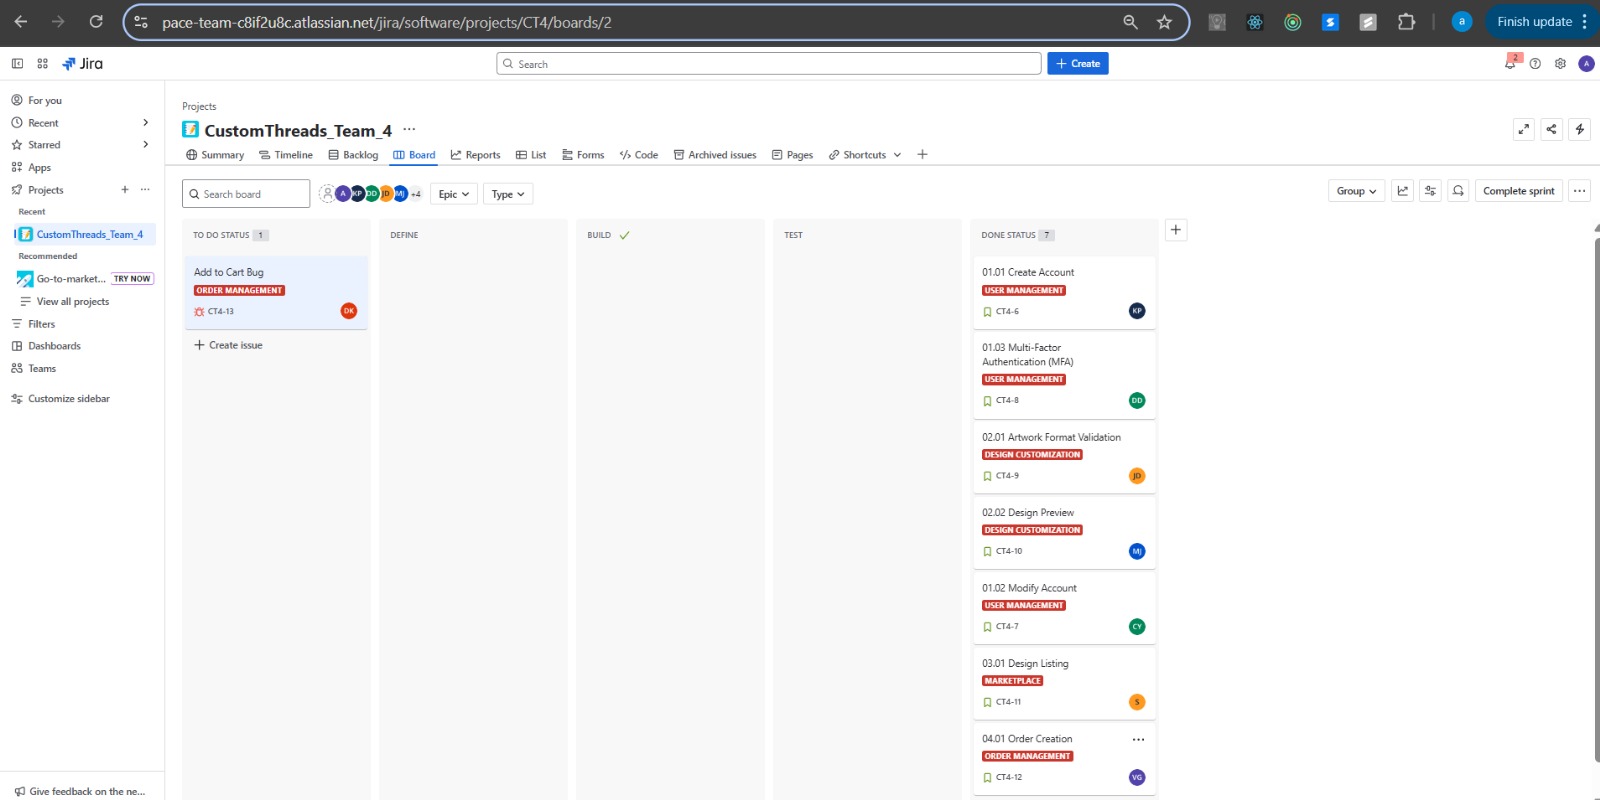 pace-team-c8if2u8c.atlassian.net/jira/software/projects/CT4/boards/2
a
Finish update
Jira
Search
Create
2
A
For you
Recent
Starred
Apps
Projects
Recent
CustomThreads_Team_4
Recommended
Go-to-market... TRY NOW
View all projects
Filters
Dashboards
Teams
Customize sidebar
Give feedback on the ne...
Projects
CustomThreads_Team_4
Summary Timeline Backlog Board Reports List Forms Code Archived issues Pages Shortcuts
Search board
A KP DD JD MJ +4
Epic Type
Group Complete sprint
TO DO STATUS 1
Add to Cart Bug
ORDER MANAGEMENT
CT4-13 DK
Create issue
DEFINE
BUILD
TEST
DONE STATUS 7
01.01 Create Account
USER MANAGEMENT
CT4-6 KP
01.03 Multi-Factor
Authentication (MFA)
USER MANAGEMENT
CT4-8 DD
02.01 Artwork Format Validation
DESIGN CUSTOMIZATION
CT4-9 JD
02.02 Design Preview
DESIGN CUSTOMIZATION
CT4-10 MJ
01.02 Modify Account
USER MANAGEMENT
CT4-7 CY
03.01 Design Listing
MARKETPLACE
CT4-11 S
04.01 Order Creation
ORDER MANAGEMENT
CT4-12 VG